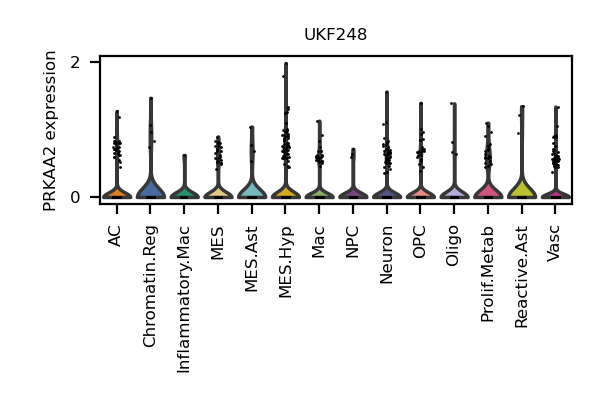 UKF248
PRKAA2 expression
2
0
AC
Chromatin.Reg
Inflammatory.Mac
MES
MES.Ast
MES.Hyp
Mac
NPC
Neuron
OPC
Oligo
Prolif.Metab
Reactive.Ast
Vasc